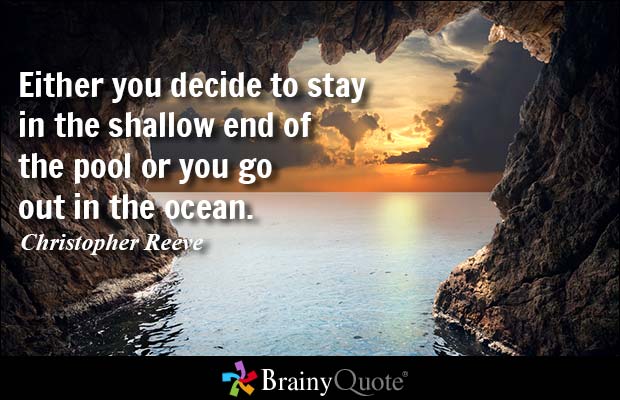 Either you decide to stay
in the shallow end of
the pool or you go
out in the ocean.
Christopher Reeve
BrainyQuote®